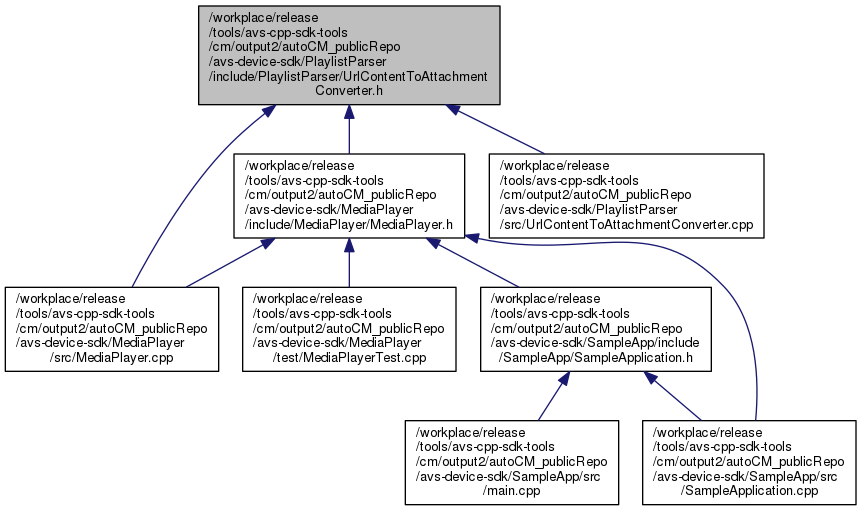 /workplace/release
/tools/avs-cpp-sdk-tools
/cm/output2/autoCM_publicRepo
/avs-device-sdk/PlaylistParser
/include/PlaylistParser/UrlContentToAttachment
Converter.h
/workplace/release
/tools/avs-cpp-sdk-tools
/cm/output2/autoCM_publicRepo
/avs-device-sdk/MediaPlayer
/include/MediaPlayer/MediaPlayer.h
/workplace/release
/tools/avs-cpp-sdk-tools
/cm/output2/autoCM_publicRepo
/avs-device-sdk/PlaylistParser
/src/UrlContentToAttachmentConverter.cpp
/workplace/release
/tools/avs-cpp-sdk-tools
/cm/output2/autoCM_publicRepo
/avs-device-sdk/MediaPlayer
/src/MediaPlayer.cpp
/workplace/release
/tools/avs-cpp-sdk-tools
/cm/output2/autoCM_publicRepo
/avs-device-sdk/MediaPlayer
/test/MediaPlayerTest.cpp
/workplace/release
/tools/avs-cpp-sdk-tools
/cm/output2/autoCM_publicRepo
/avs-device-sdk/SampleApp/include
/SampleApp/SampleApplication.h
/workplace/release
/tools/avs-cpp-sdk-tools
/cm/output2/autoCM_publicRepo
/avs-device-sdk/SampleApp/src
/main.cpp
/workplace/release
/tools/avs-cpp-sdk-tools
/cm/output2/autoCM_publicRepo
/avs-device-sdk/SampleApp/src
/SampleApplication.cpp